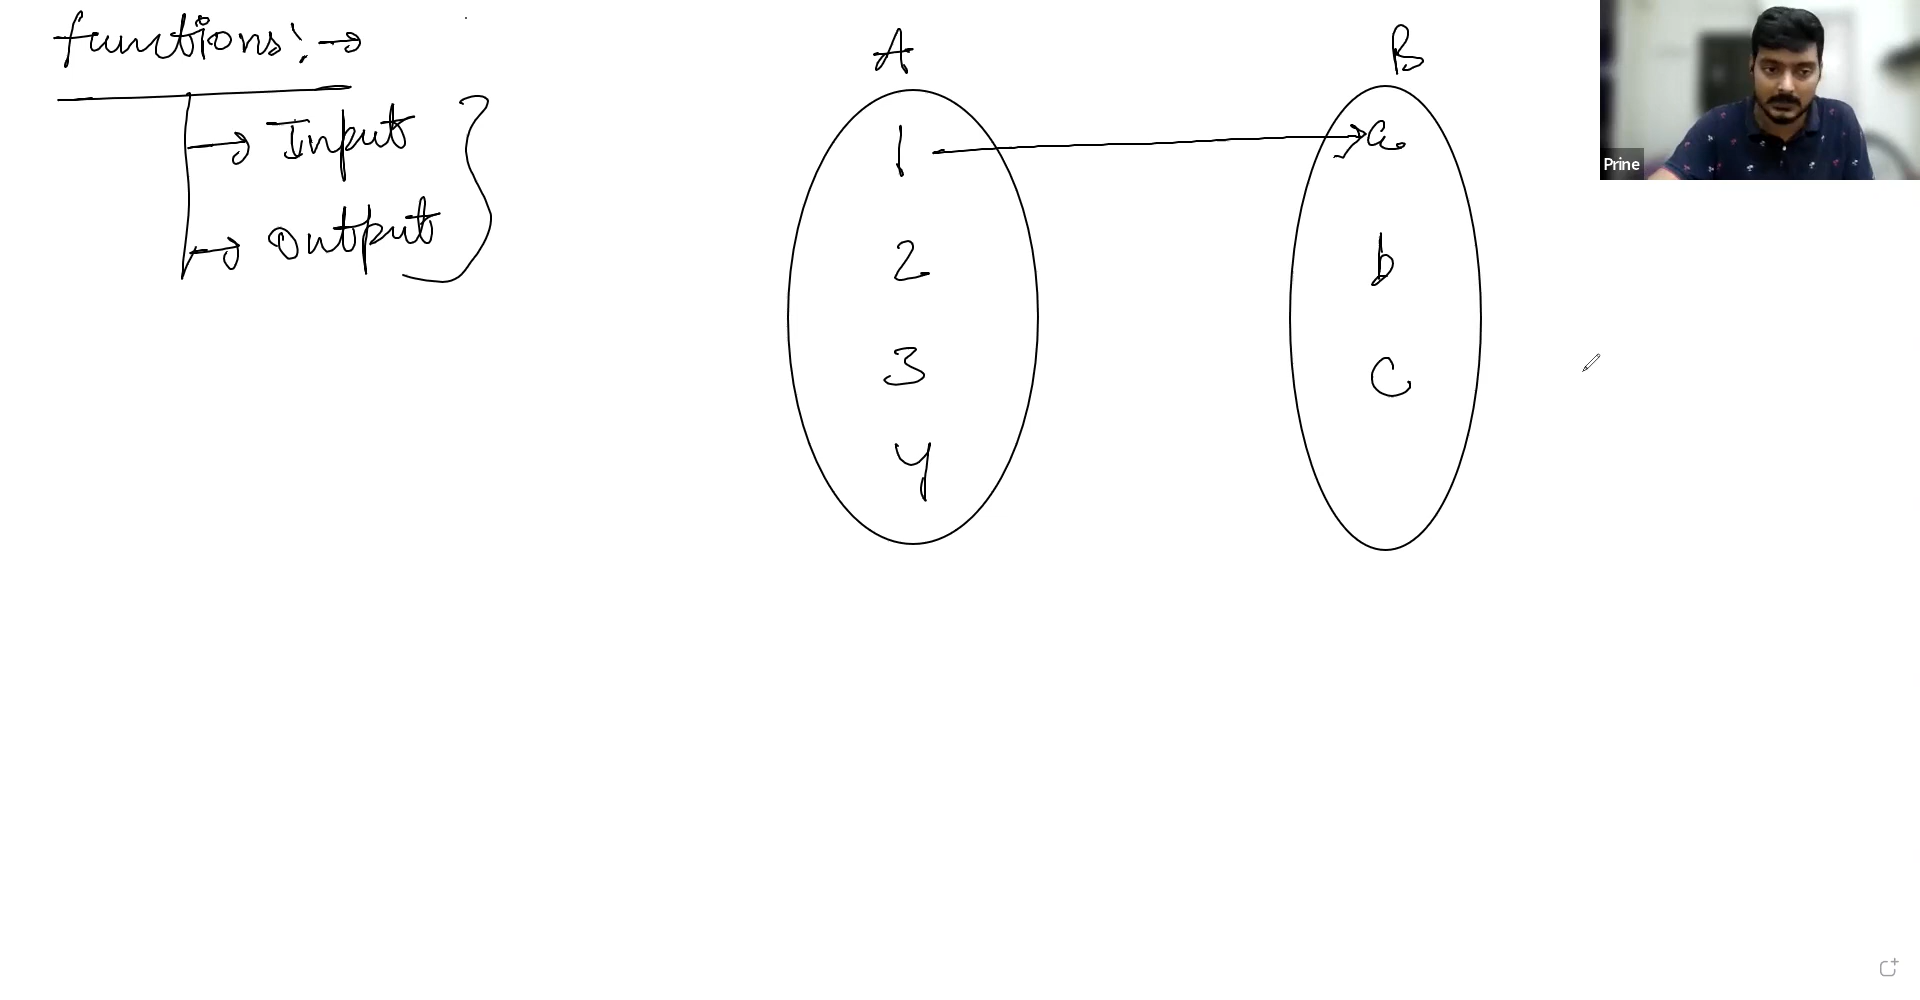 functions: →
→ Input
→ Output
A
1
2
3
4
B
a
b
c
Prine